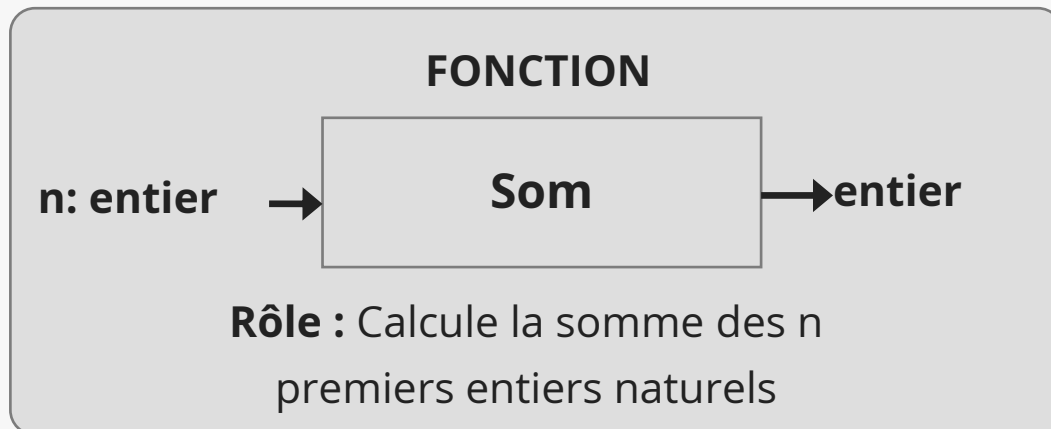 FONCTION
n: entier
Som
entier
Rôle : Calcule la somme des n
premiers entiers naturels